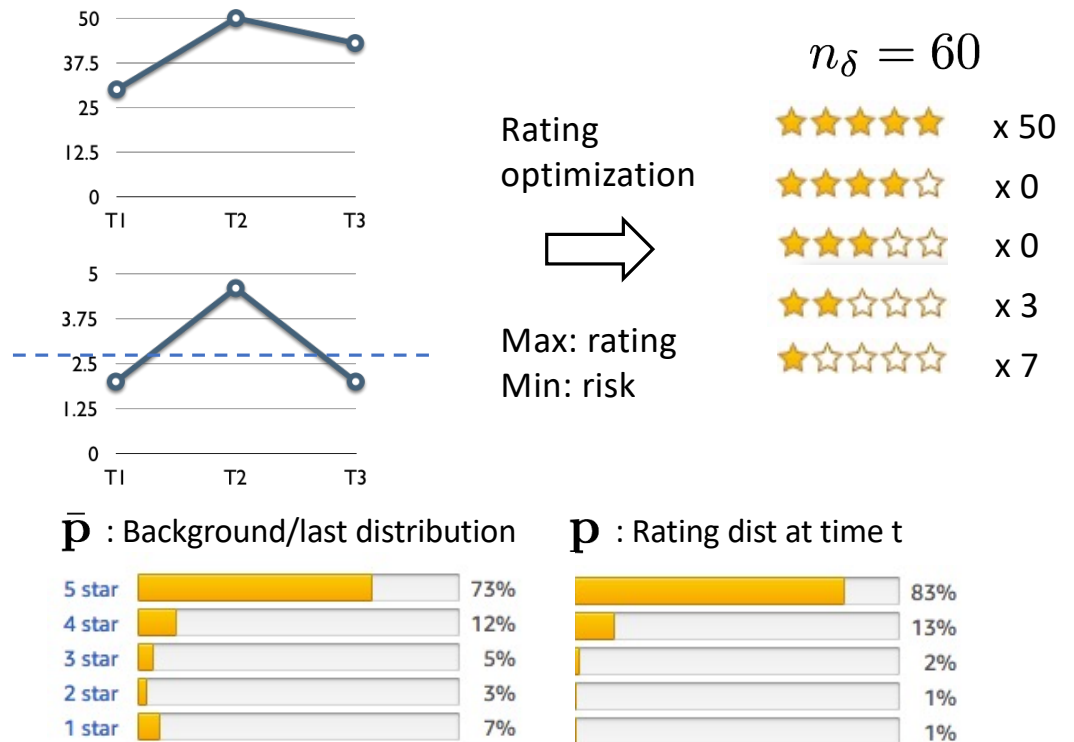 50
37.5
25
12.5
0
T1 T2 T3
5
3.75
2.5
1.25
0
T1 T2 T3
Rating
optimization
Max: rating
Min: risk
n_δ = 60
x 50
x 0
x 0
x 3
x 7
p̄ : Background/last distribution
5 star 73%
4 star 12%
3 star 5%
2 star 3%
1 star 7%
p : Rating dist at time t
83%
13%
2%
1%
1%